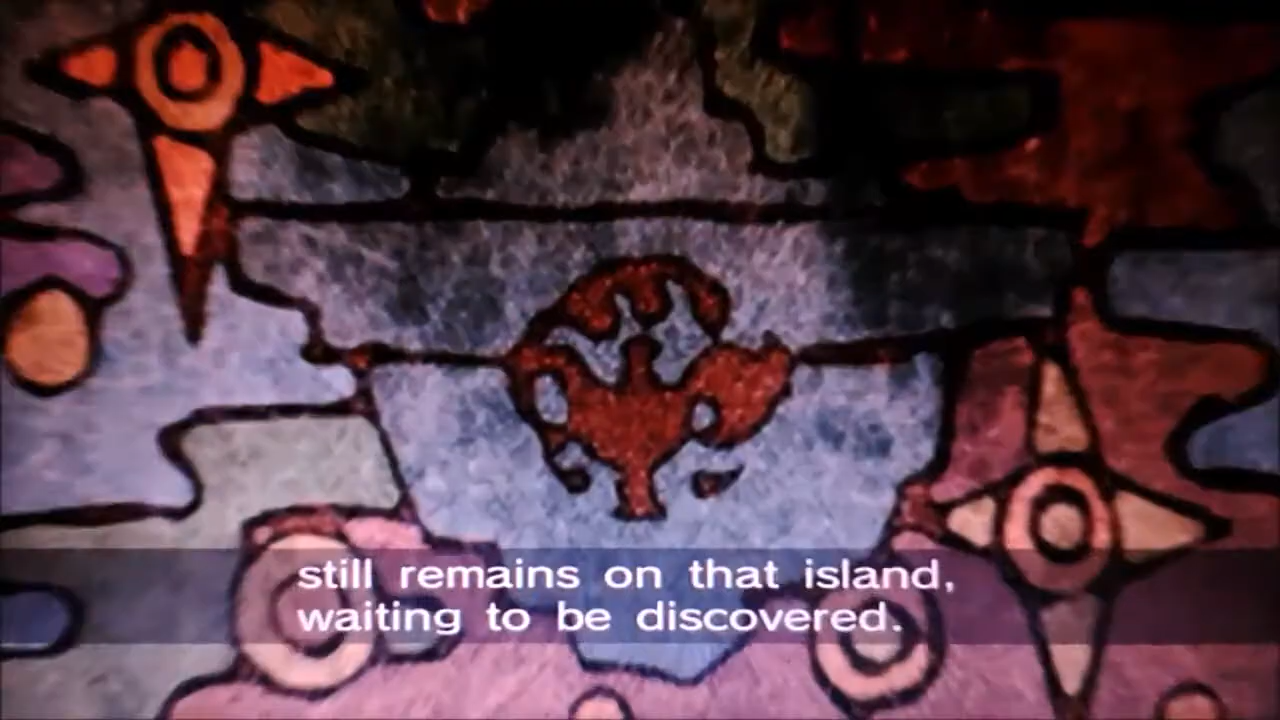 still remains on that island,
waiting to be discovered.